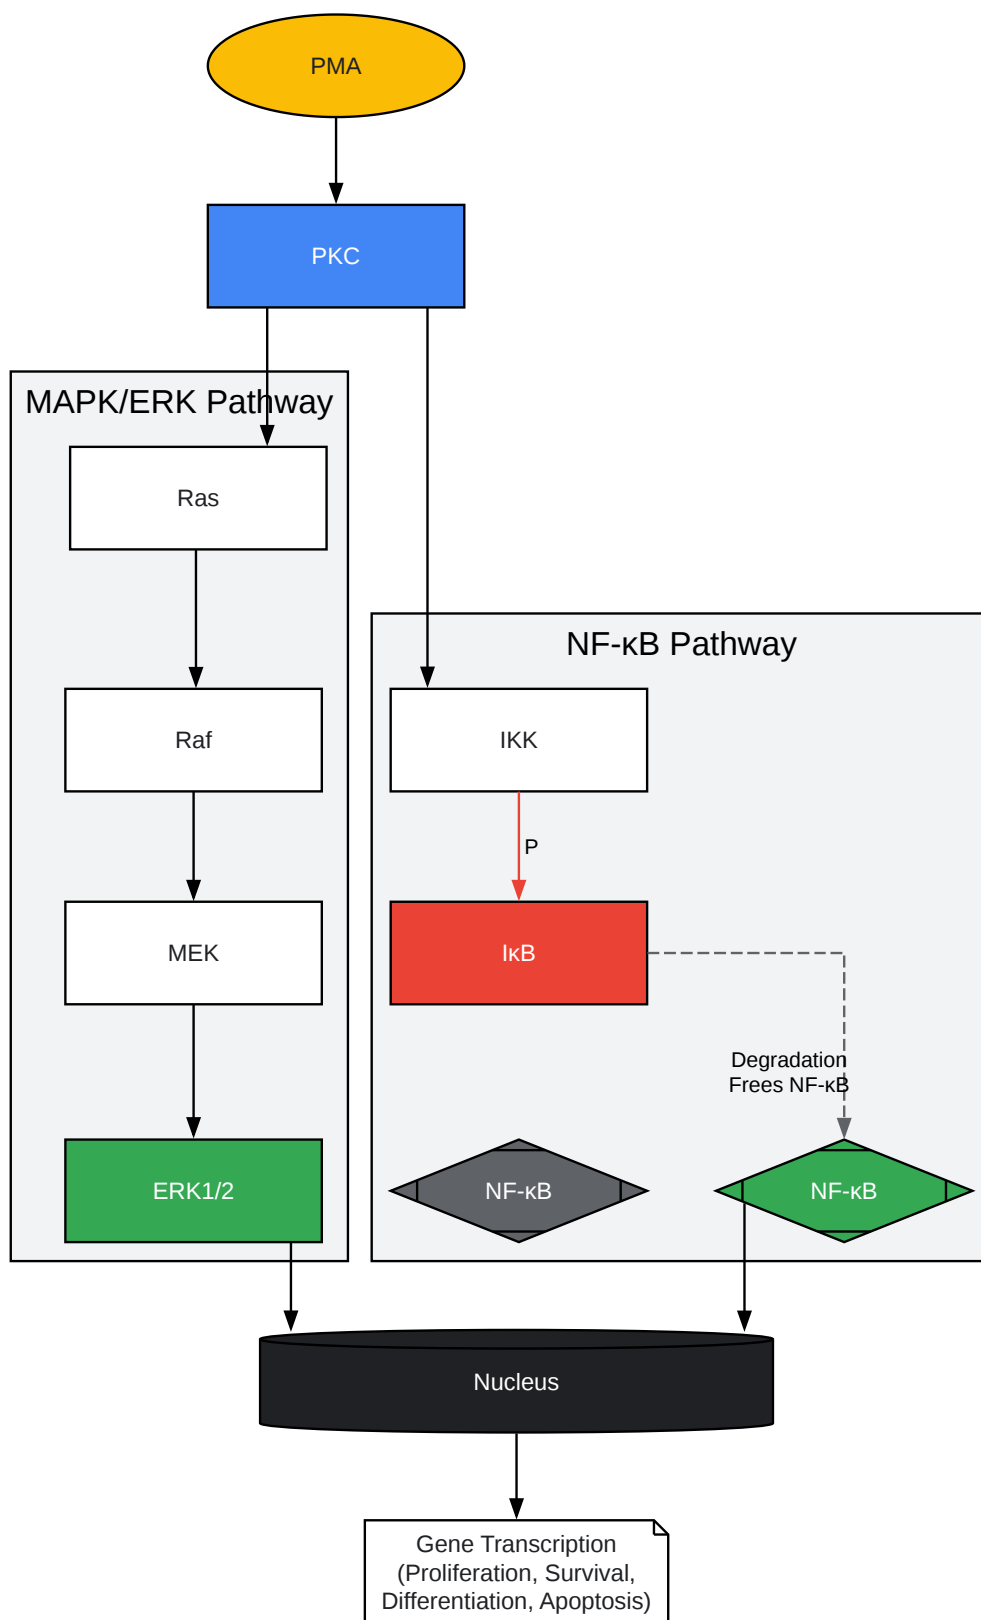 PMA
PKC
MAPK/ERK Pathway
Ras
NF-κB Pathway
Raf
IKK
P
MEK
IκB
Degradation
Frees NF-κB
ERK1/2
NF-κB
NF-κB
Nucleus
Gene Transcription
(Proliferation, Survival,
Differentiation, Apoptosis)